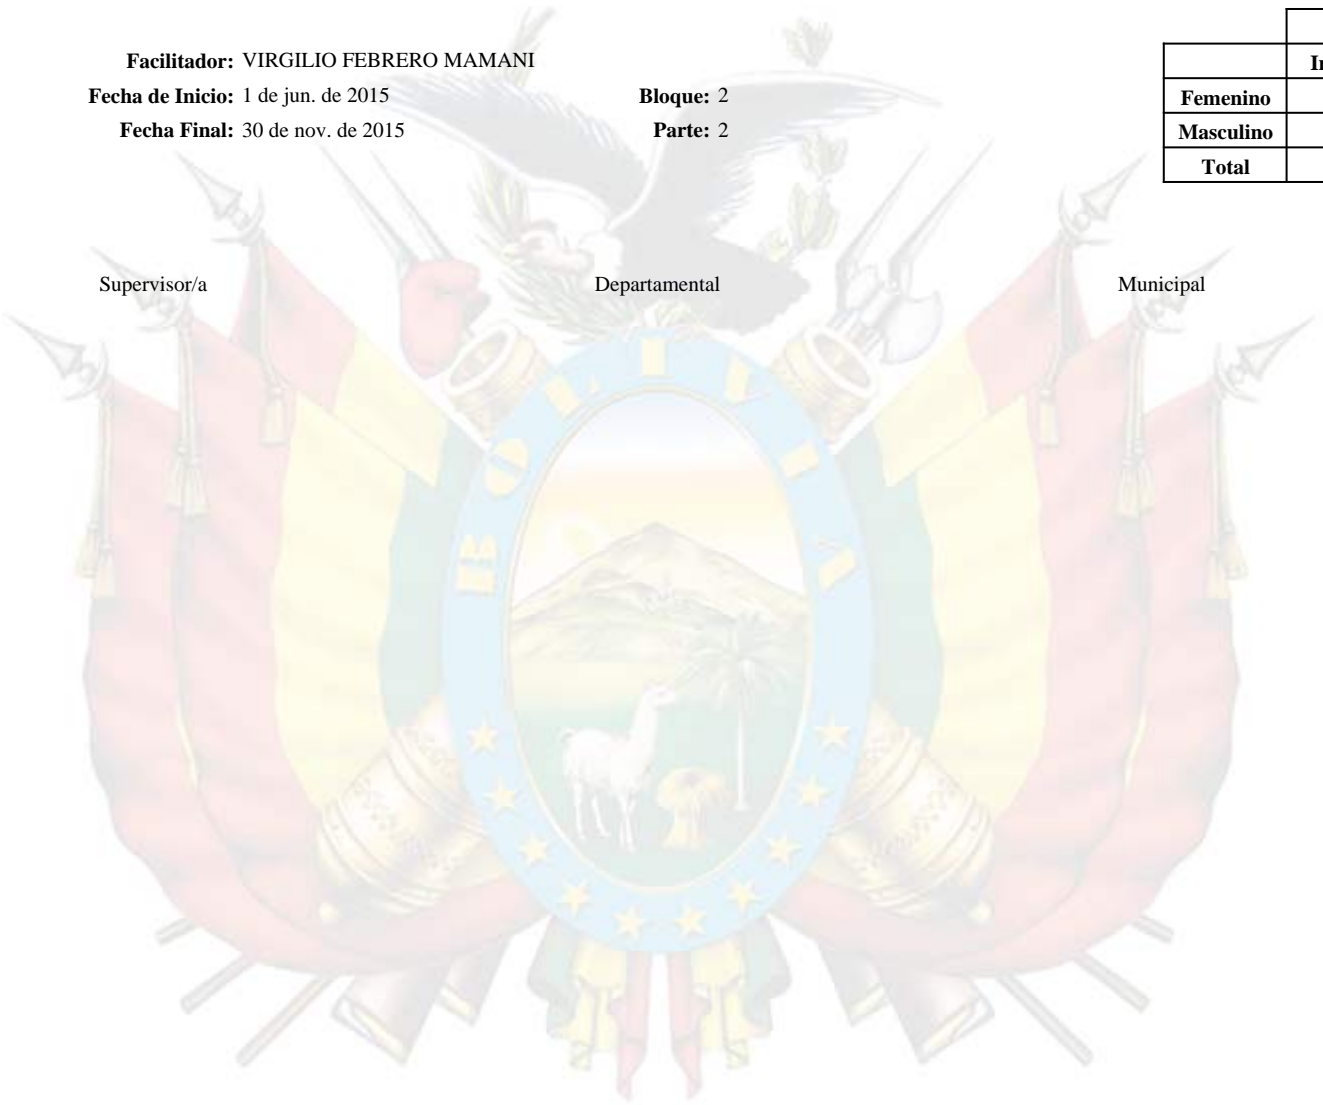 Facilitador: VIRGILIO FEBRERO MAMANI
Fecha de Inicio: 1 de jun. de 2015 Bloque: 2
Fecha Final: 30 de nov. de 2015 Parte: 2
Femenino
Masculino
Total
Supervisor/a Departamental Municipal
BOLIVIA